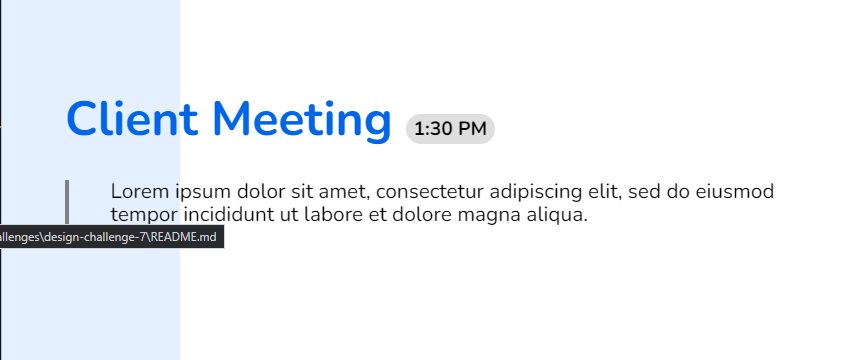 Client Meeting 1:30 PM
Lorem ipsum dolor sit amet, consectetur adipiscing elit, sed do eiusmod
tempor incididunt ut labore et dolore magna aliqua.
allenges\design-challenge-7\README.md